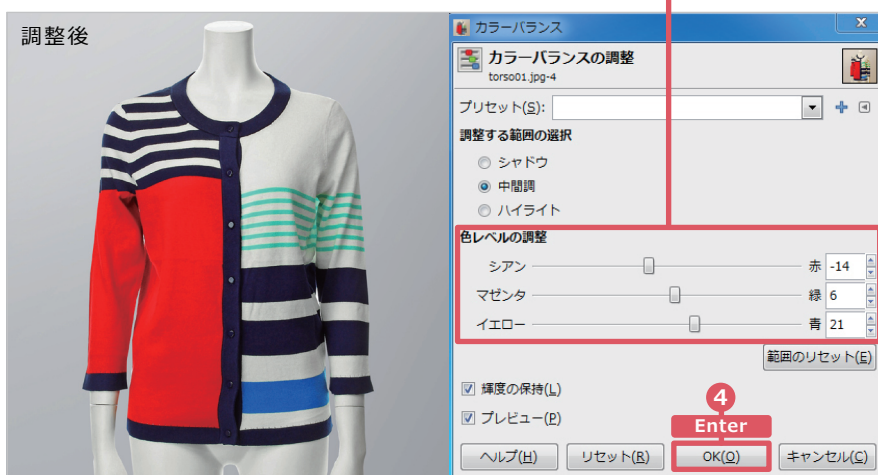 調整後
カラーバランス
カラーバランスの調整
torso01.jpg-4
プリセット(S):
調整する範囲の選択
シャドウ
中間調
ハイライト
色レベルの調整
シアン 赤 -14
マゼンタ 緑 6
イエロー 青 21
範囲のリセット(E)
輝度の保持(L)
プレビュー(P)
4
Enter
ヘルプ(H) リセット(R) OK(O) キャンセル(C)